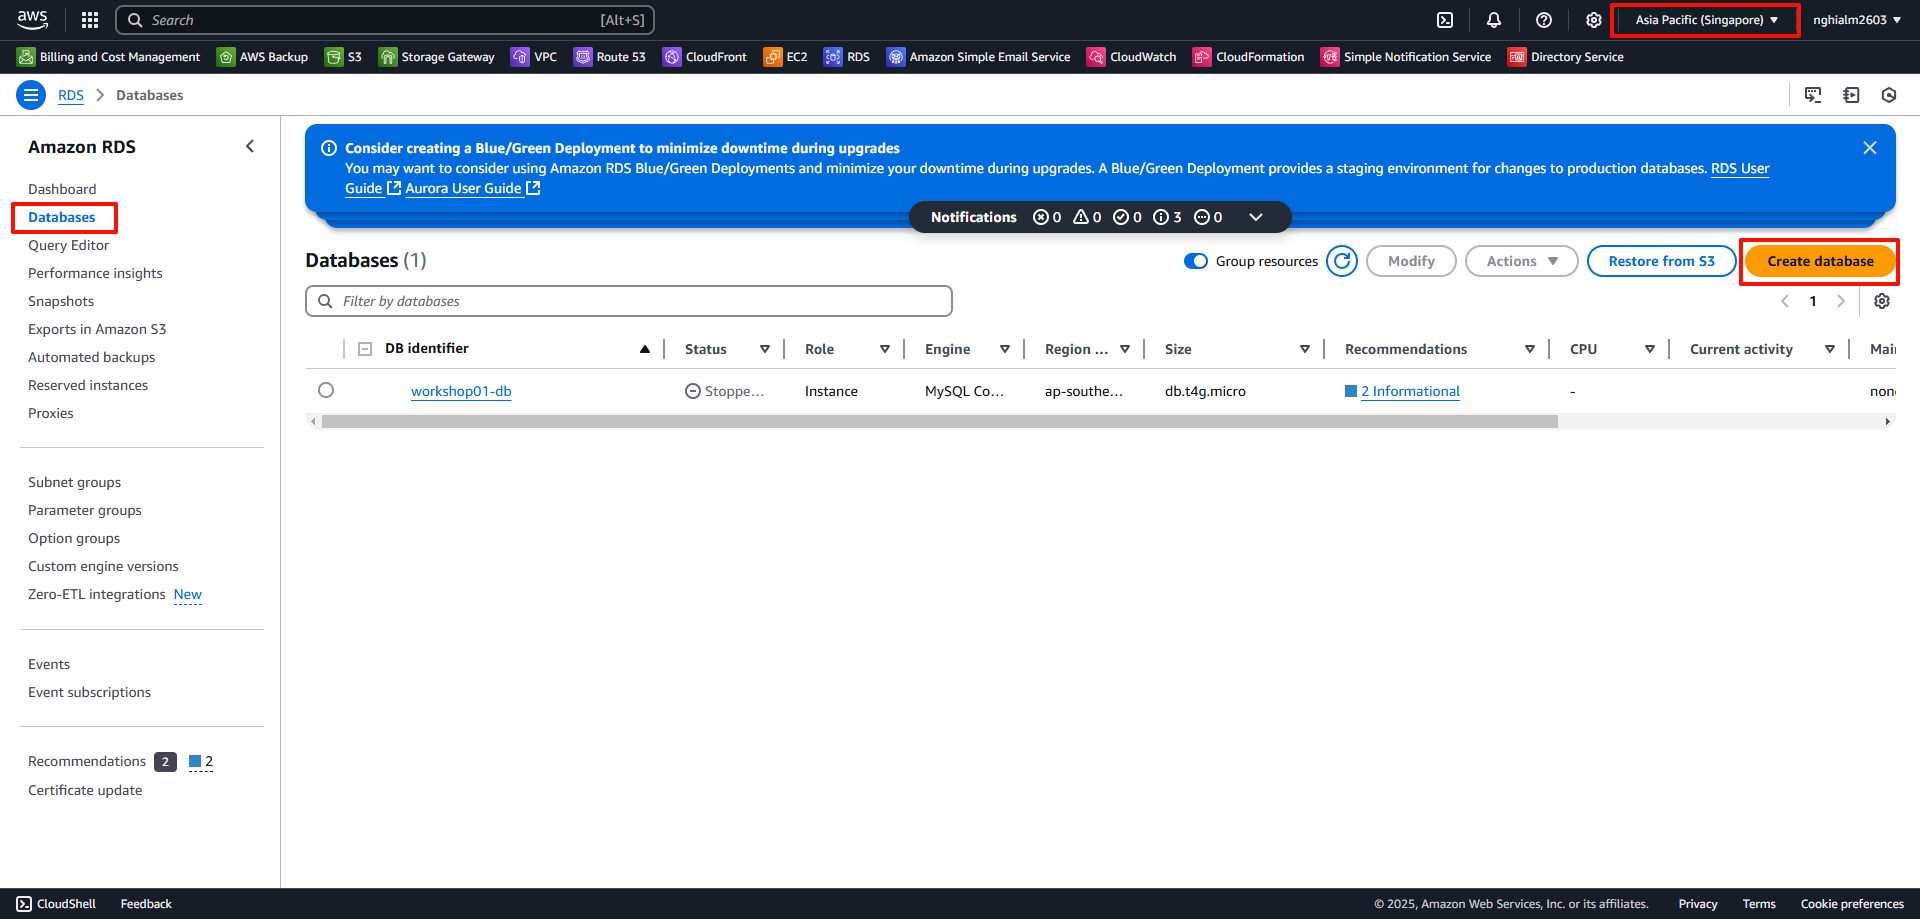 aws
Search [Alt+S]
Asia Pacific (Singapore)
nghialm2603
Billing and Cost Management AWS Backup S3 Storage Gateway VPC Route 53 CloudFront EC2 RDS Amazon Simple Email Service CloudWatch CloudFormation Simple Notification Service Directory Service
RDS Databases
Amazon RDS
Dashboard
Databases
Query Editor
Performance insights
Snapshots
Exports in Amazon S3
Automated backups
Reserved instances
Proxies
Subnet groups
Parameter groups
Option groups
Custom engine versions
Zero-ETL integrations New
Events
Event subscriptions
Recommendations 2 2
Certificate update
Consider creating a Blue/Green Deployment to minimize downtime during upgrades
You may want to consider using Amazon RDS Blue/Green Deployments and minimize your downtime during upgrades. A Blue/Green Deployment provides a staging environment for changes to production databases. RDS User
Guide Aurora User Guide
Notifications 0 0 0 3 0
Databases (1)
Group resources
Modify
Actions
Restore from S3
Create database
Filter by databases
1
DB identifier Status Role Engine Region ... Size Recommendations CPU Current activity Mai
workshop01-db Stoppe... Instance MySQL Co... ap-southe... db.t4g.micro 2 Informational - none
CloudShell Feedback
© 2025, Amazon Web Services, Inc. or its affiliates. Privacy Terms Cookie preferences